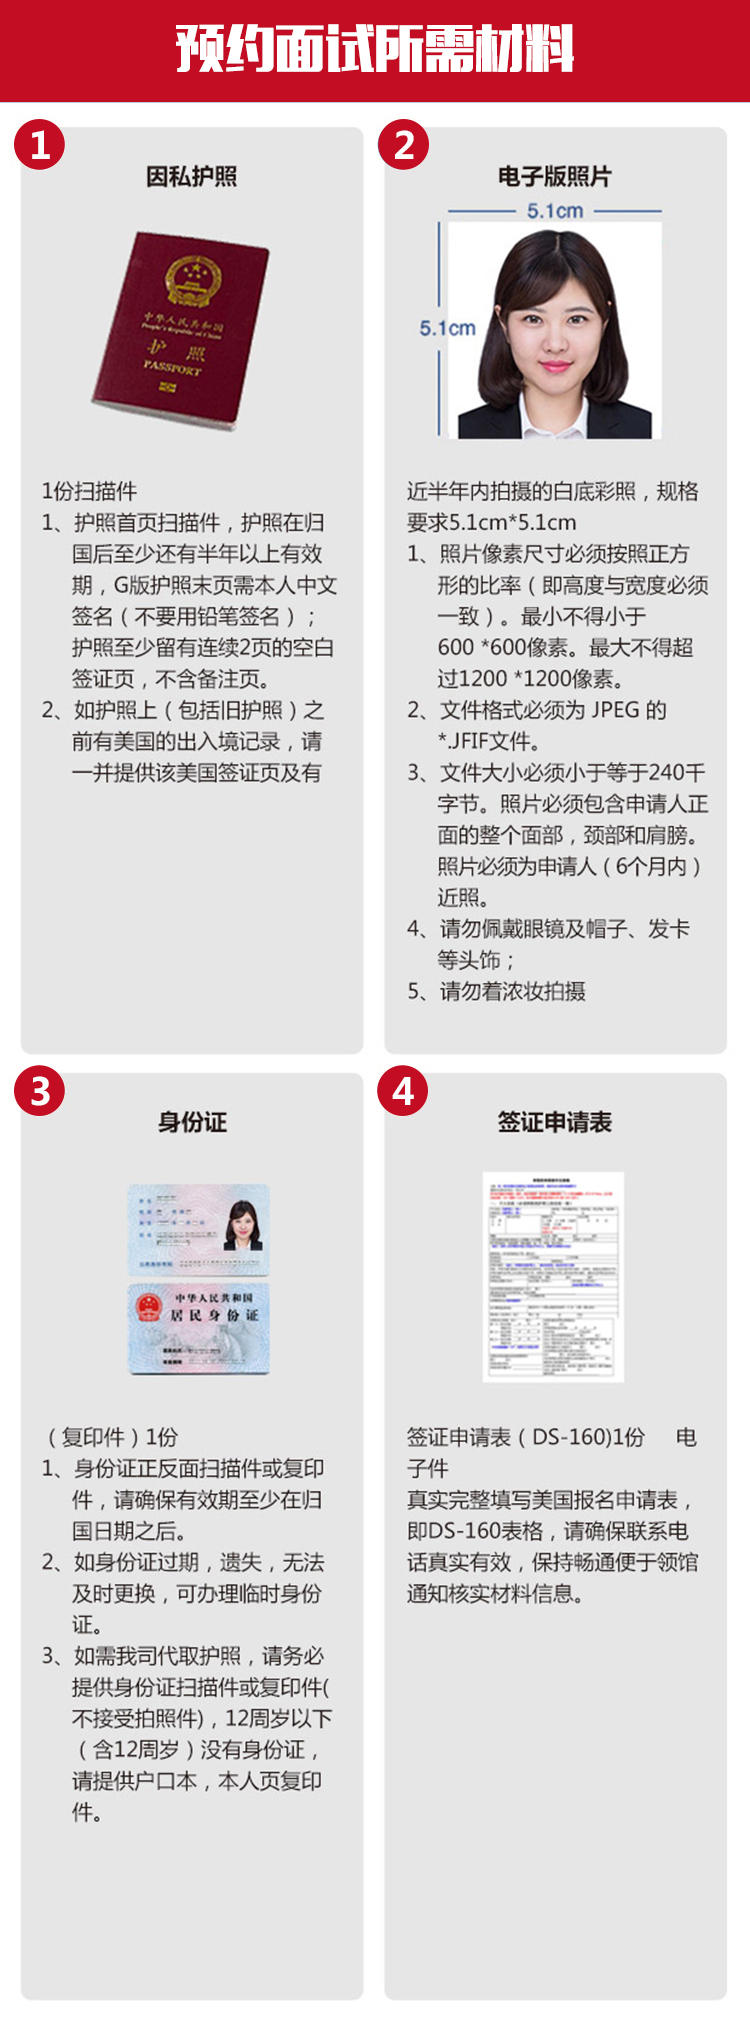 预约面试所需材料
1
因私护照
中华人民共和国
People's Republic of China
护 照
PASSPORT
1份扫描件
1、护照首页扫描件，护照在归
国后至少还有半年以上有效
期，G版护照末页需本人中文
签名（不要用铅笔签名）；
护照至少留有连续2页的空白
签证页，不含备注页。
2、如护照上（包括旧护照）之
前有美国的出入境记录，请
一并提供该美国签证页及有
2
电子版照片
5.1cm
5.1cm
近半年内拍摄的白底彩照，规格
要求5.1cm*5.1cm
1、照片像素尺寸必须按照正方
形的比率（即高度与宽度必须
一致）。最小不得小于
600 *600像素。最大不得超
过1200 *1200像素。
2、文件格式必须为 JPEG 的
*.JFIF文件。
3、文件大小必须小于等于240千
字节。照片必须包含申请人正
面的整个面部，颈部和肩膀。
照片必须为申请人（6个月内）
近照。
4、请勿佩戴眼镜及帽子、发卡
等头饰；
5、请勿着浓妆拍摄
3
身份证
中华人民共和国
居民身份证
（复印件）1份
1、身份证正反面扫描件或复印
件，请确保有效期至少在归
国日期之后。
2、如身份证过期，遗失，无法
及时更换，可办理临时身份
证。
3、如需我司代取护照，请务必
提供身份证扫描件或复印件(
不接受拍照件)，12周岁以下
（含12周岁）没有身份证，
请提供户口本，本人页复印
件。
4
签证申请表
签证申请表（DS-160)1份 电
子件
真实完整填写美国报名申请表，
即DS-160表格，请确保联系电
话真实有效，保持畅通便于领馆
通知核实材料信息。